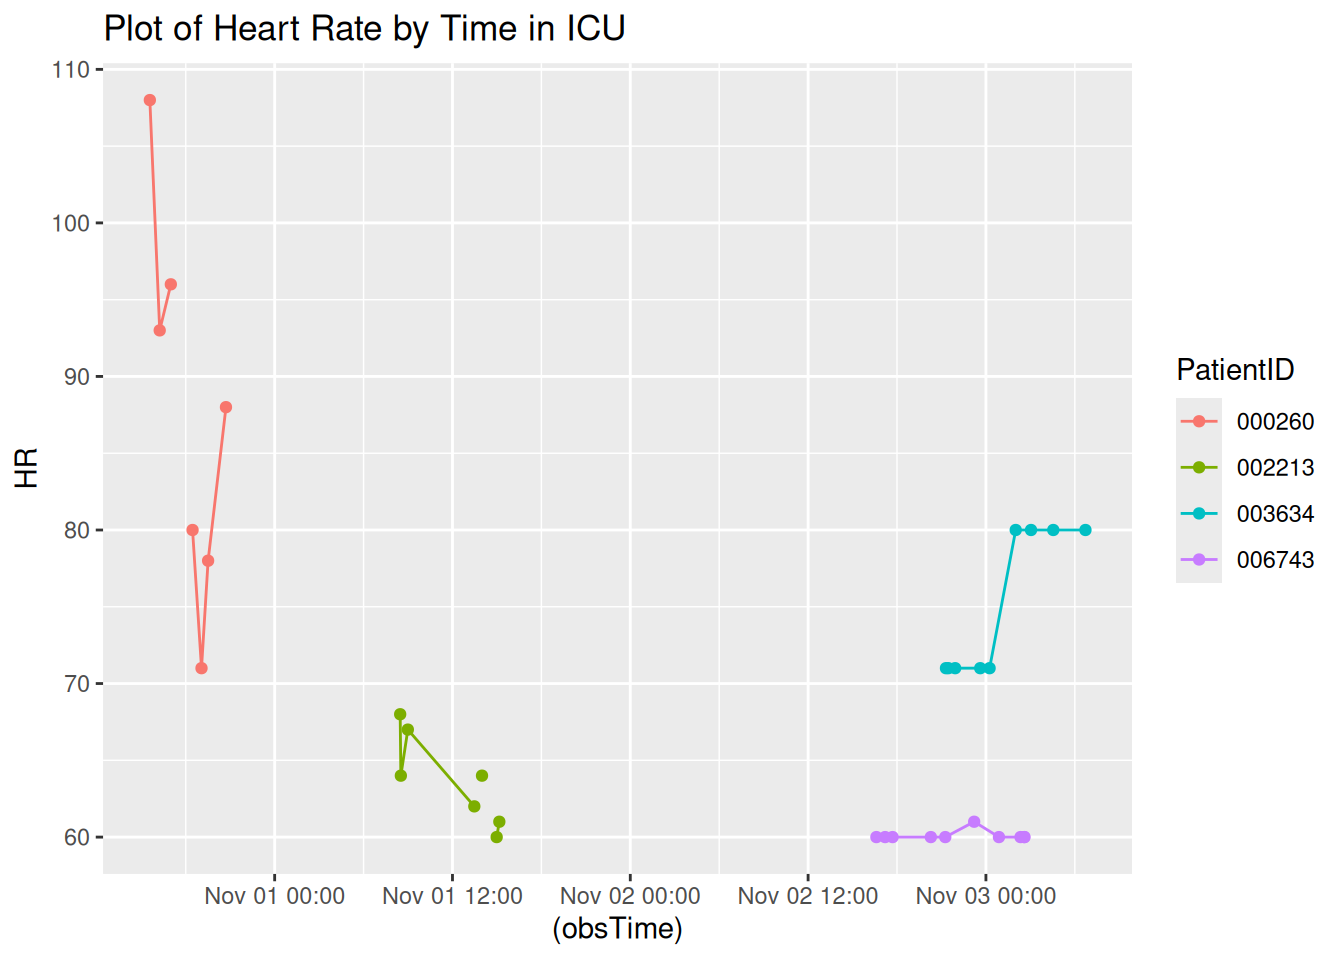 Plot of Heart Rate by Time in ICU
110
100
90
80
70
60
HR
Nov 01 00:00
Nov 01 12:00
Nov 02 00:00
Nov 02 12:00
Nov 03 00:00
(obsTime)
PatientID
000260
002213
003634
006743